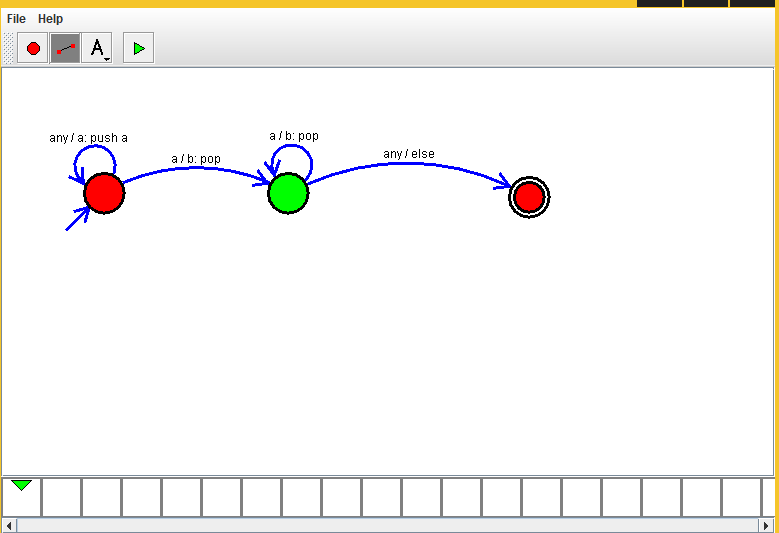 File Help
A
any / a: push a
a / b: pop
a / b: pop
any / else